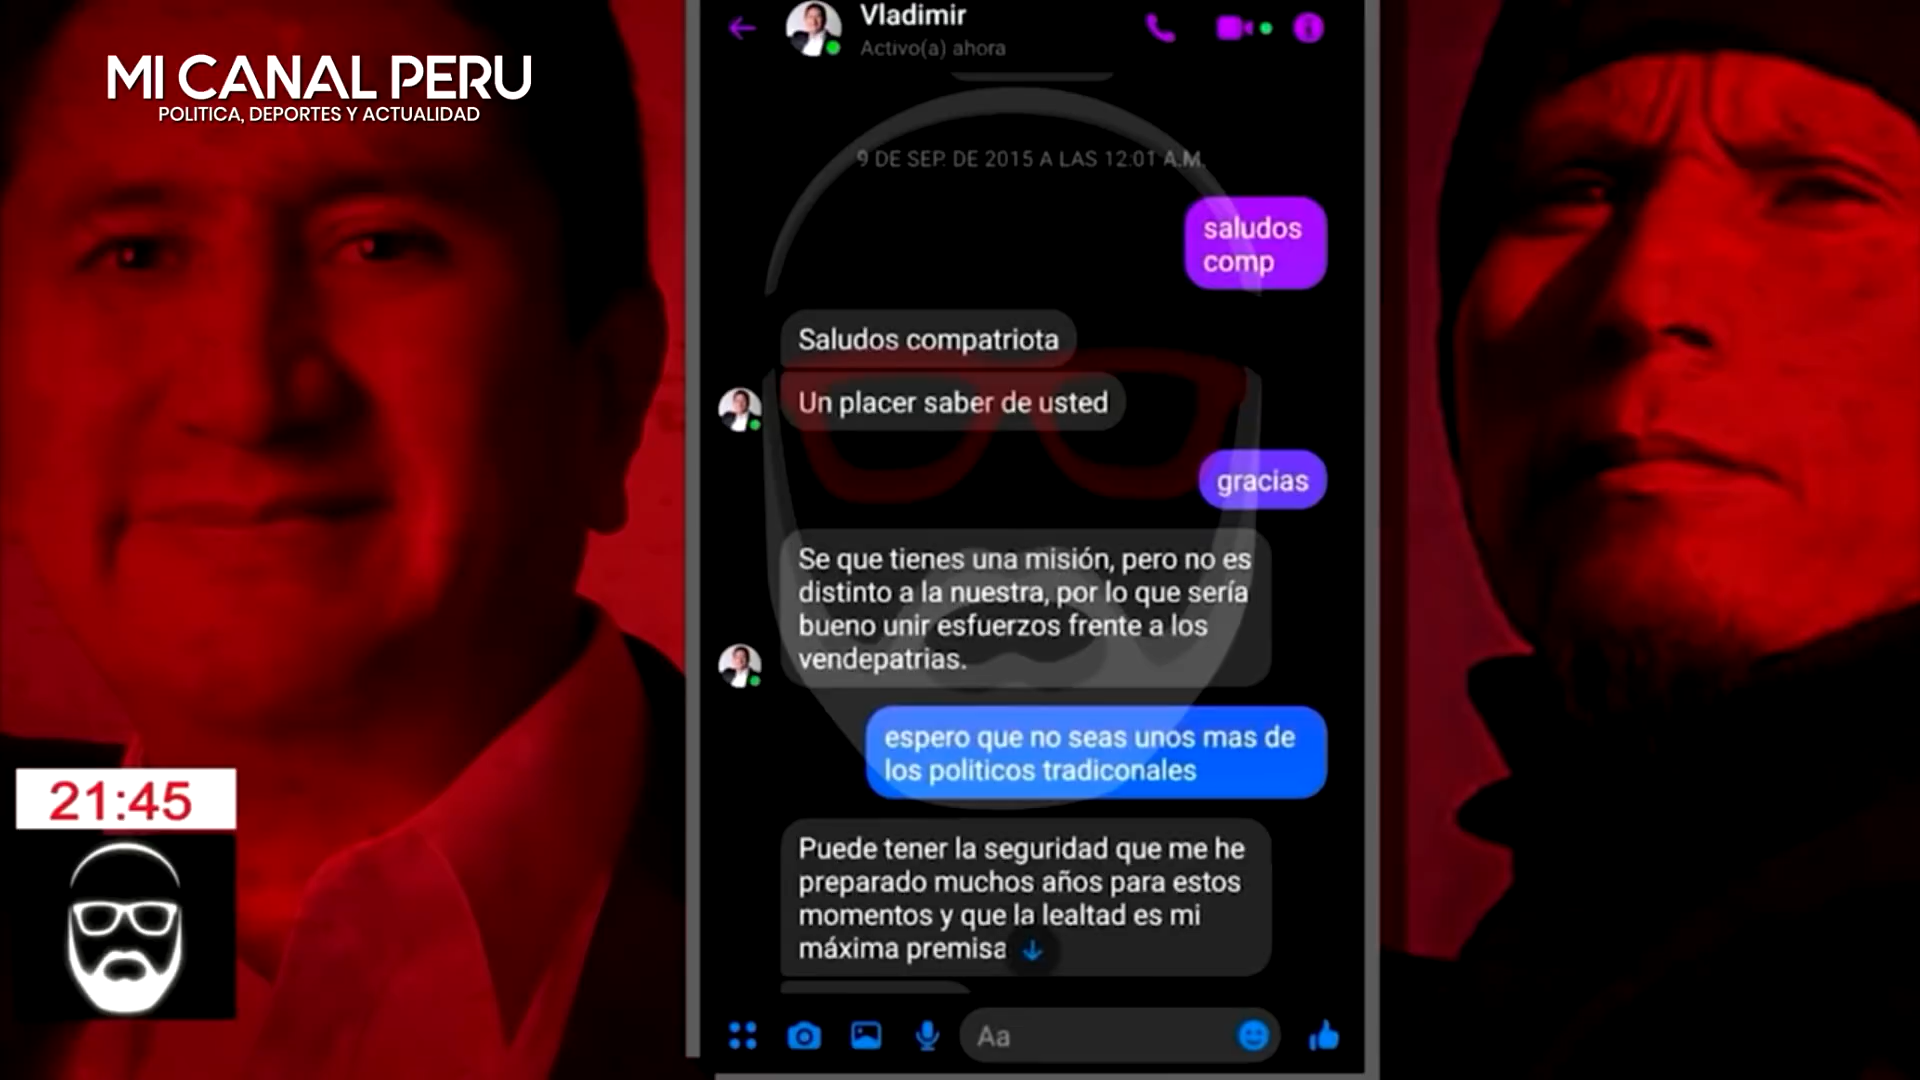 MI CANAL PERU
POLITICA, DEPORTES Y ACTUALIDAD
Vladimir
Activo(a) ahora
9 DE SEP. DE 2015 A LAS 12:01 A.M.
saludos
comp
Saludos compatriota
Un placer saber de usted
gracias
Se que tienes una misión, pero no es
distinto a la nuestra, por lo que sería
bueno unir esfuerzos frente a los
vendepatrias.
espero que no seas unos mas de
los politicos tradiconales
Puede tener la seguridad que me he
preparado muchos años para estos
momentos y que la lealtad es mi
máxima premisa
Aa
21:45